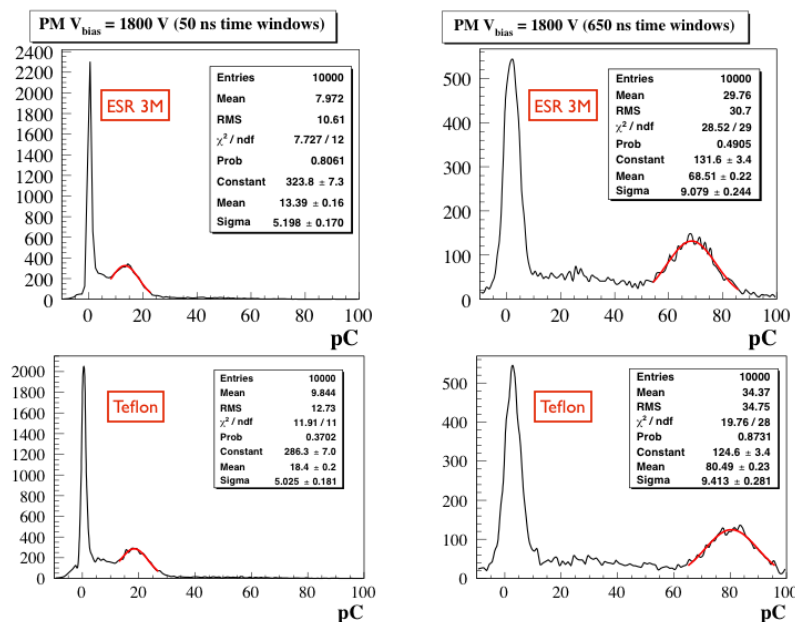 PM Vbias = 1800 V (50 ns time windows)
2400
2200
2000
1800
1600
1400
1200
1000
800
600
400
200
0
ESR 3M
Entries 10000
Mean 7.972
RMS 10.61
χ² / ndf 7.727 / 12
Prob 0.8061
Constant 323.8 ± 7.3
Mean 13.39 ± 0.16
Sigma 5.198 ± 0.170
0 20 40 60 80 100
pC
PM Vbias = 1800 V (650 ns time windows)
500
400
300
200
100
0
ESR 3M
Entries 10000
Mean 29.76
RMS 30.7
χ² / ndf 28.52 / 29
Prob 0.4905
Constant 131.6 ± 3.4
Mean 68.51 ± 0.22
Sigma 9.079 ± 0.244
0 20 40 60 80 100
pC
2000
1800
1600
1400
1200
1000
800
600
400
200
0
Teflon
Entries 10000
Mean 9.844
RMS 12.73
χ² / ndf 11.91 / 11
Prob 0.3702
Constant 286.3 ± 7.0
Mean 18.4 ± 0.2
Sigma 5.025 ± 0.181
0 20 40 60 80 100
pC
500
400
300
200
100
0
Teflon
Entries 10000
Mean 34.37
RMS 34.75
χ² / ndf 19.76 / 28
Prob 0.8731
Constant 124.6 ± 3.4
Mean 80.49 ± 0.23
Sigma 9.413 ± 0.281
0 20 40 60 80 100
pC